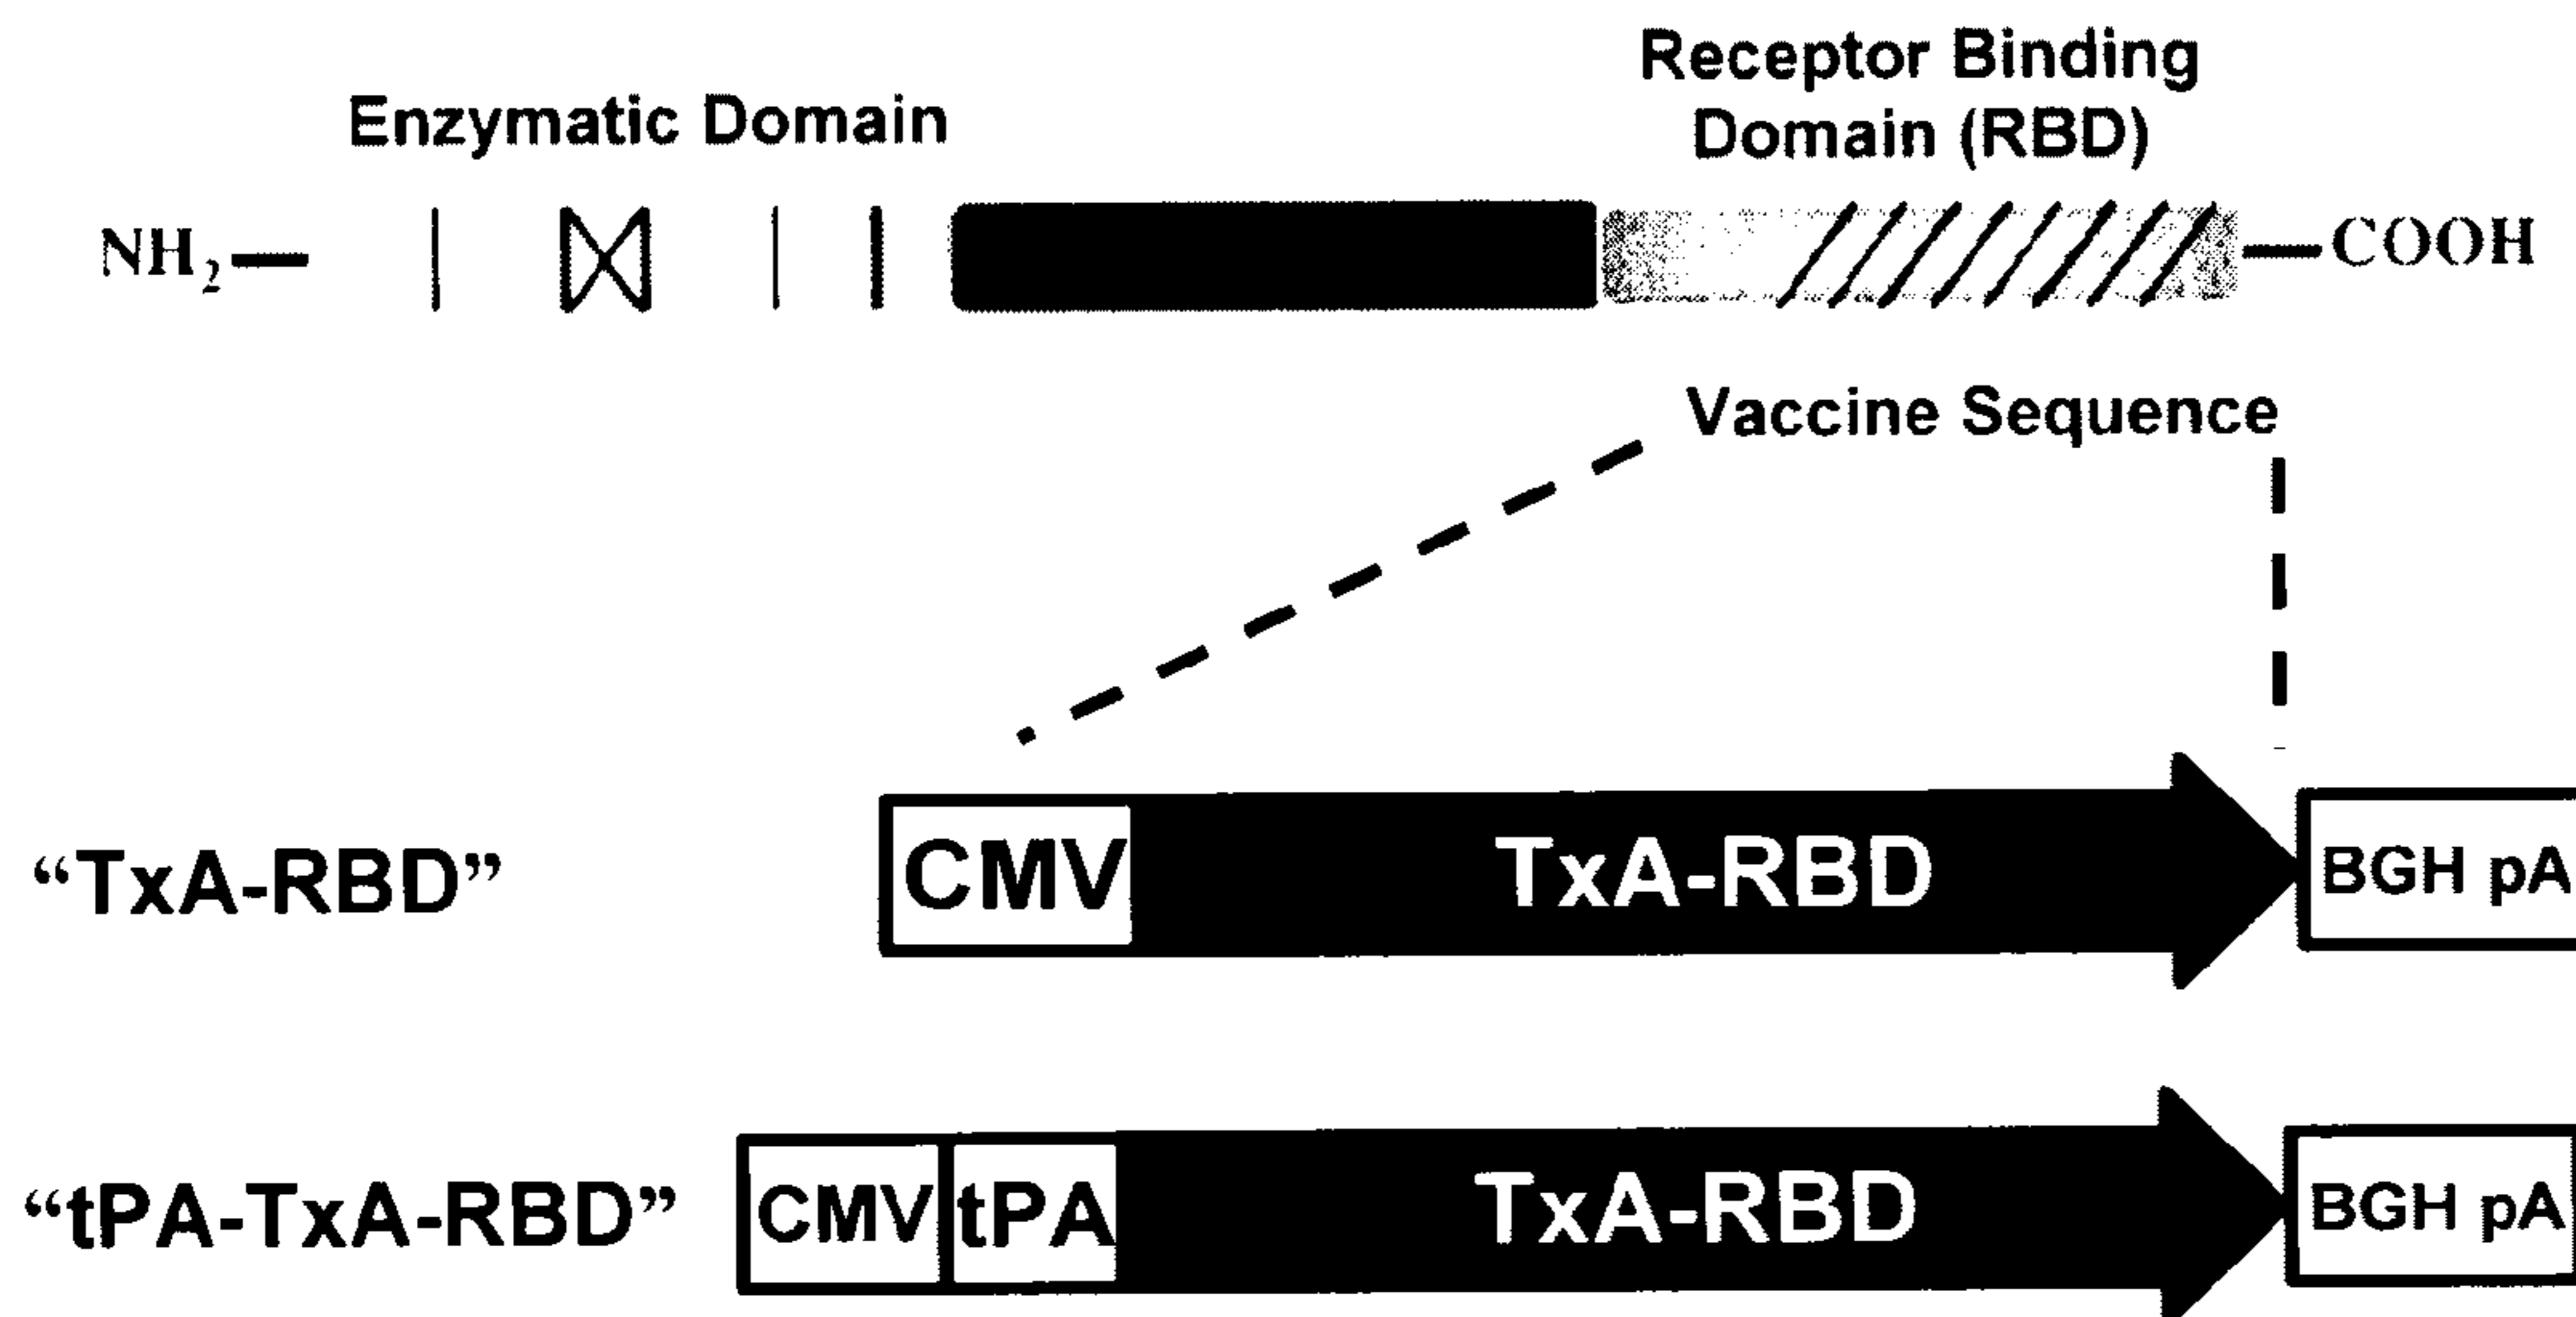 Receptor Binding
Domain (RBD)
Enzymatic Domain
NH2
COOH
Vaccine Sequence
“TxA-RBD”
CMV
TxA-RBD
BGH pA
“tPA-TxA-RBD”
CMV
tPA
TxA-RBD
BGH pA